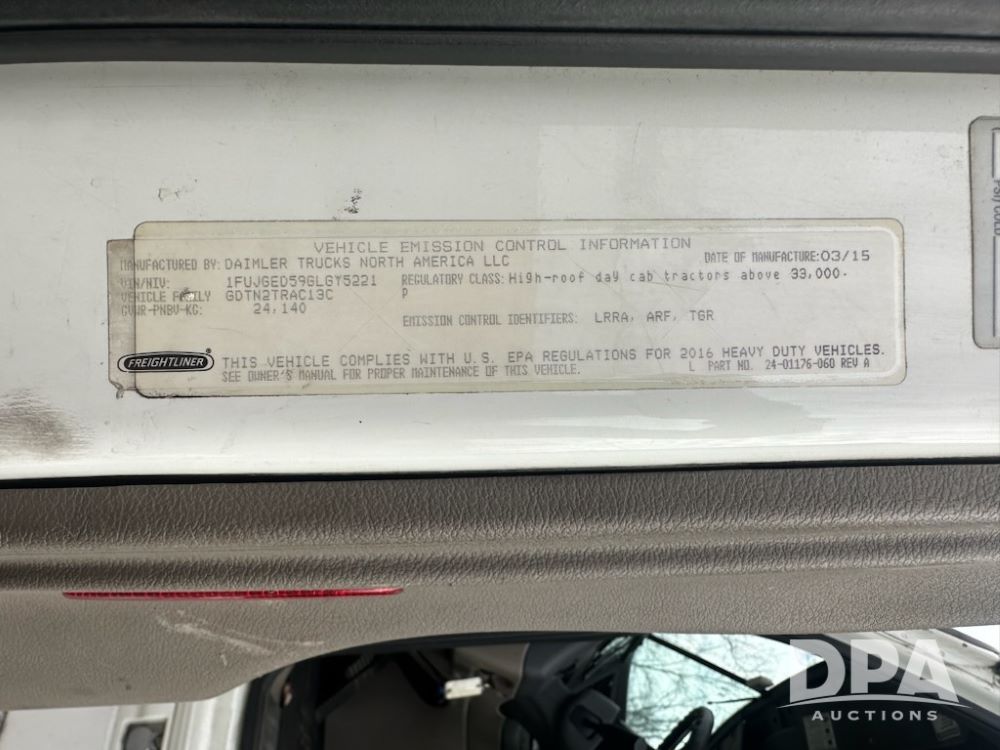 VEHICLE EMISSION CONTROL INFORMATION
MANUFACTURED BY: DAIMLER TRUCKS NORTH AMERICA LLC DATE OF MANUFACTURE: 03/15
VIN/NIV: 1FUJGED59GLGY5221 REGULATORY CLASS: High-roof day cab tractors above 33,000-
VEHICLE FAMILY GDTN2TRAC13C P
GVWR-PNBV-KG: 24,140 EMISSION CONTROL IDENTIFIERS: LRRA, ARF, TGR
FREIGHTLINER® THIS VEHICLE COMPLIES WITH U.S. EPA REGULATIONS FOR 2016 HEAVY DUTY VEHICLES.
SEE OWNER'S MANUAL FOR PROPER MAINTENANCE OF THIS VEHICLE. L PART NO. 24-01176-060 REV A
DPA
AUCTIONS